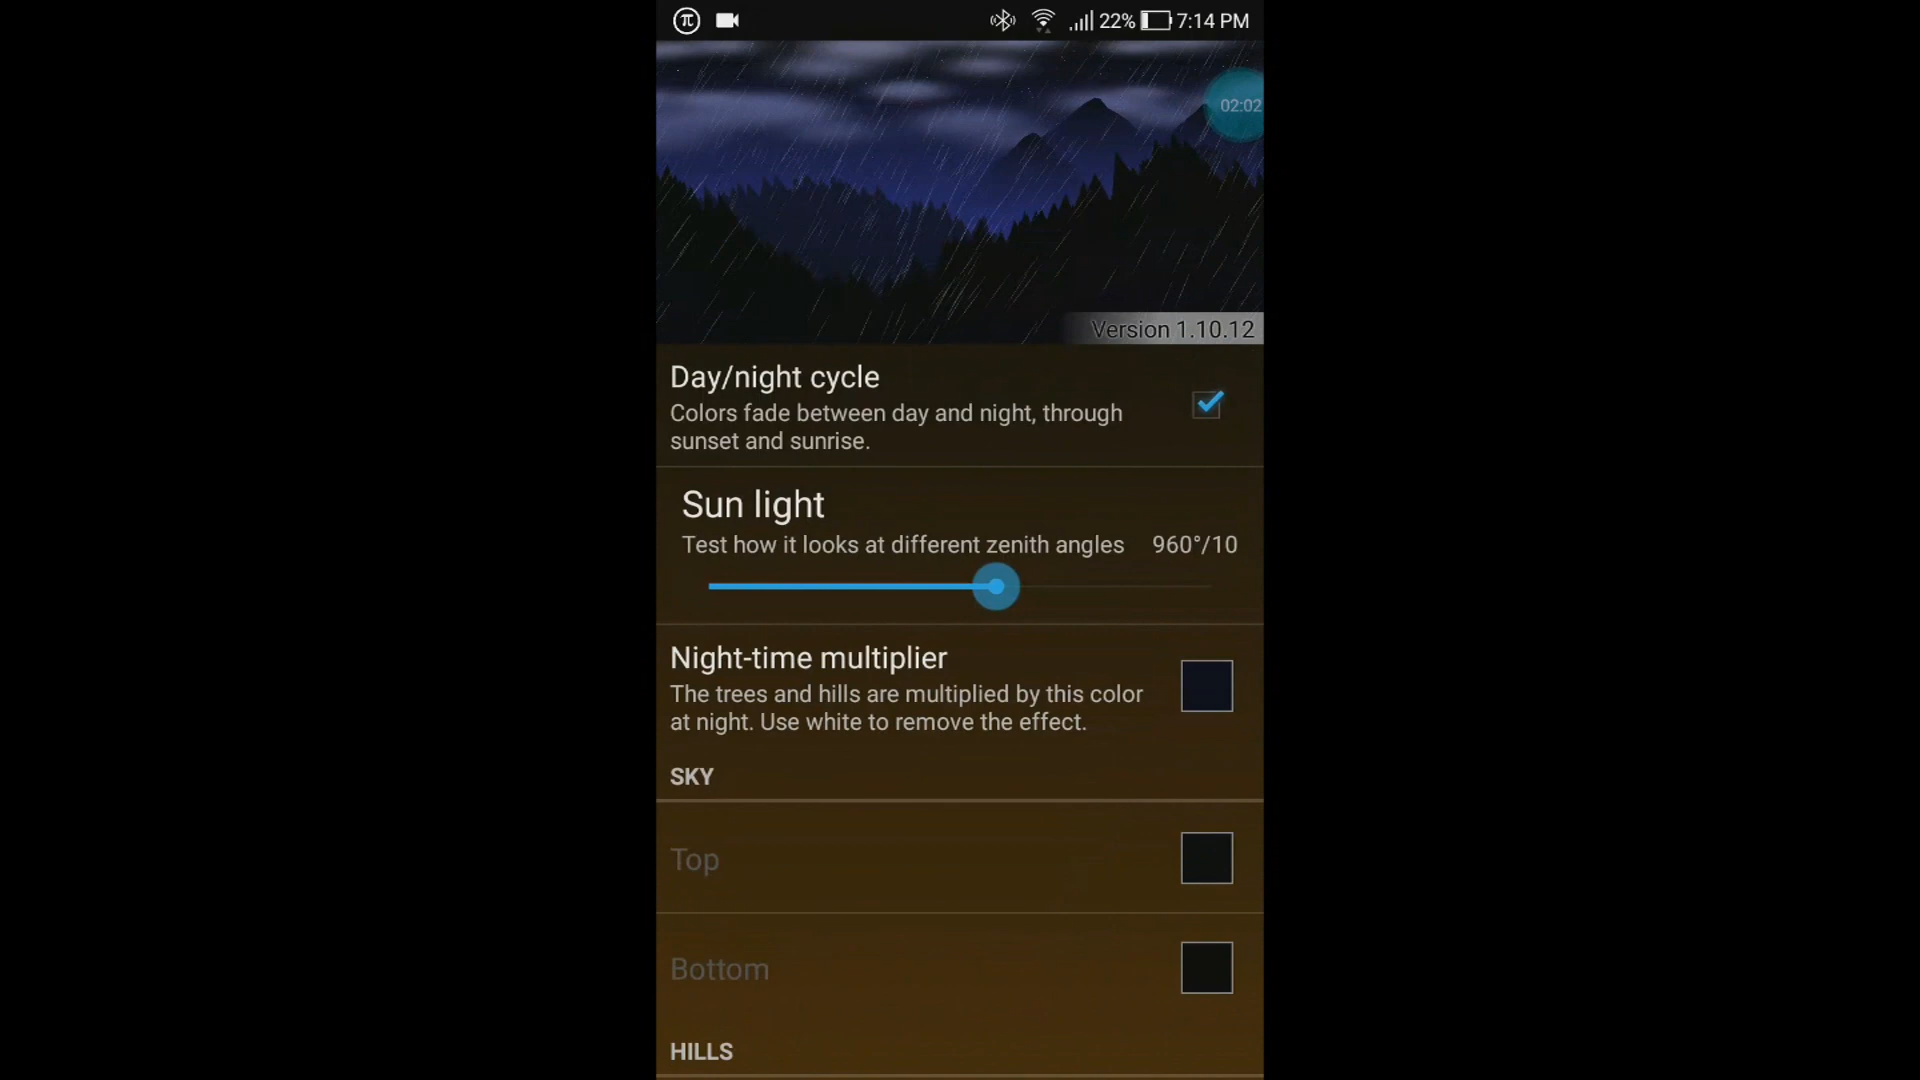 π 22% 7:14 PM
02:02
Version 1.10.12
Day/night cycle
Colors fade between day and night, through
sunset and sunrise.
Sun light
Test how it looks at different zenith angles 960°/10
Night-time multiplier
The trees and hills are multiplied by this color
at night. Use white to remove the effect.
SKY
Top
Bottom
HILLS